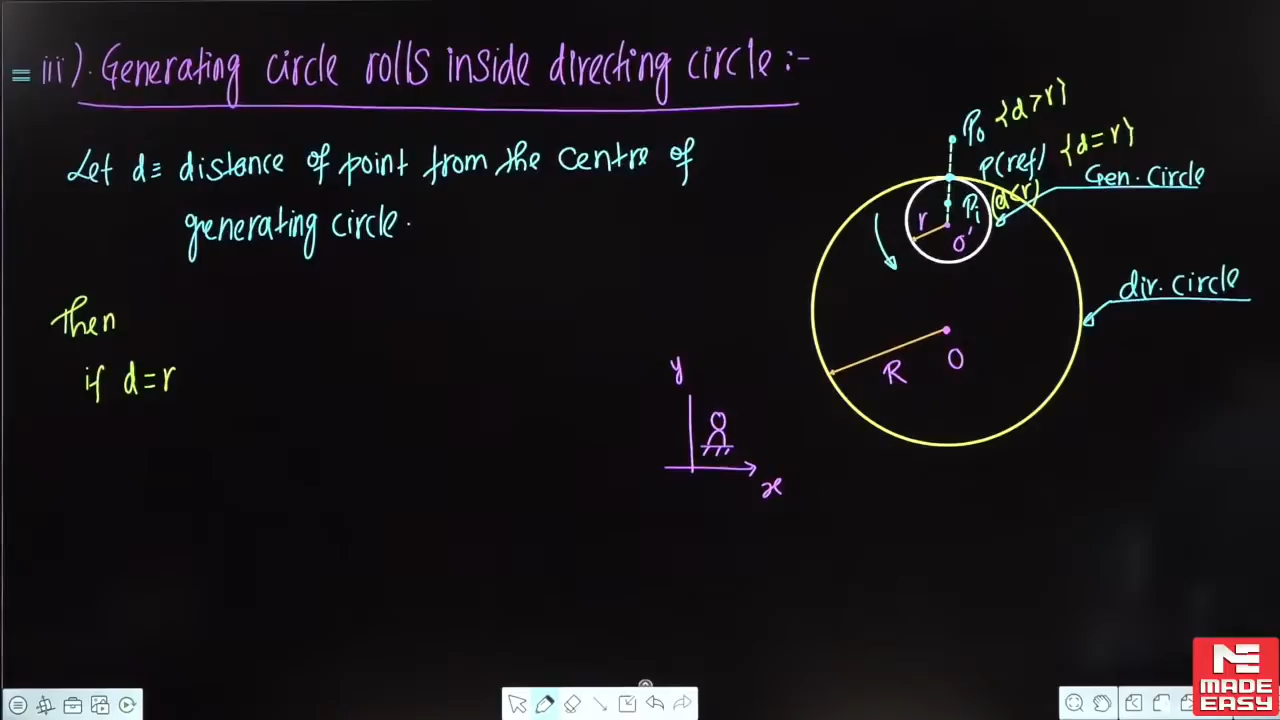 iii). Generating circle rolls inside directing circle :-
Let d ≡ distance of point from the centre of
generating circle.
Then
if d=r
P₀ {d>r}
P(ref) {d=r}
Gen. circle
Pᵢ (d<r)
r
O'
dir. circle
R
O
y
x
MADE
EASY